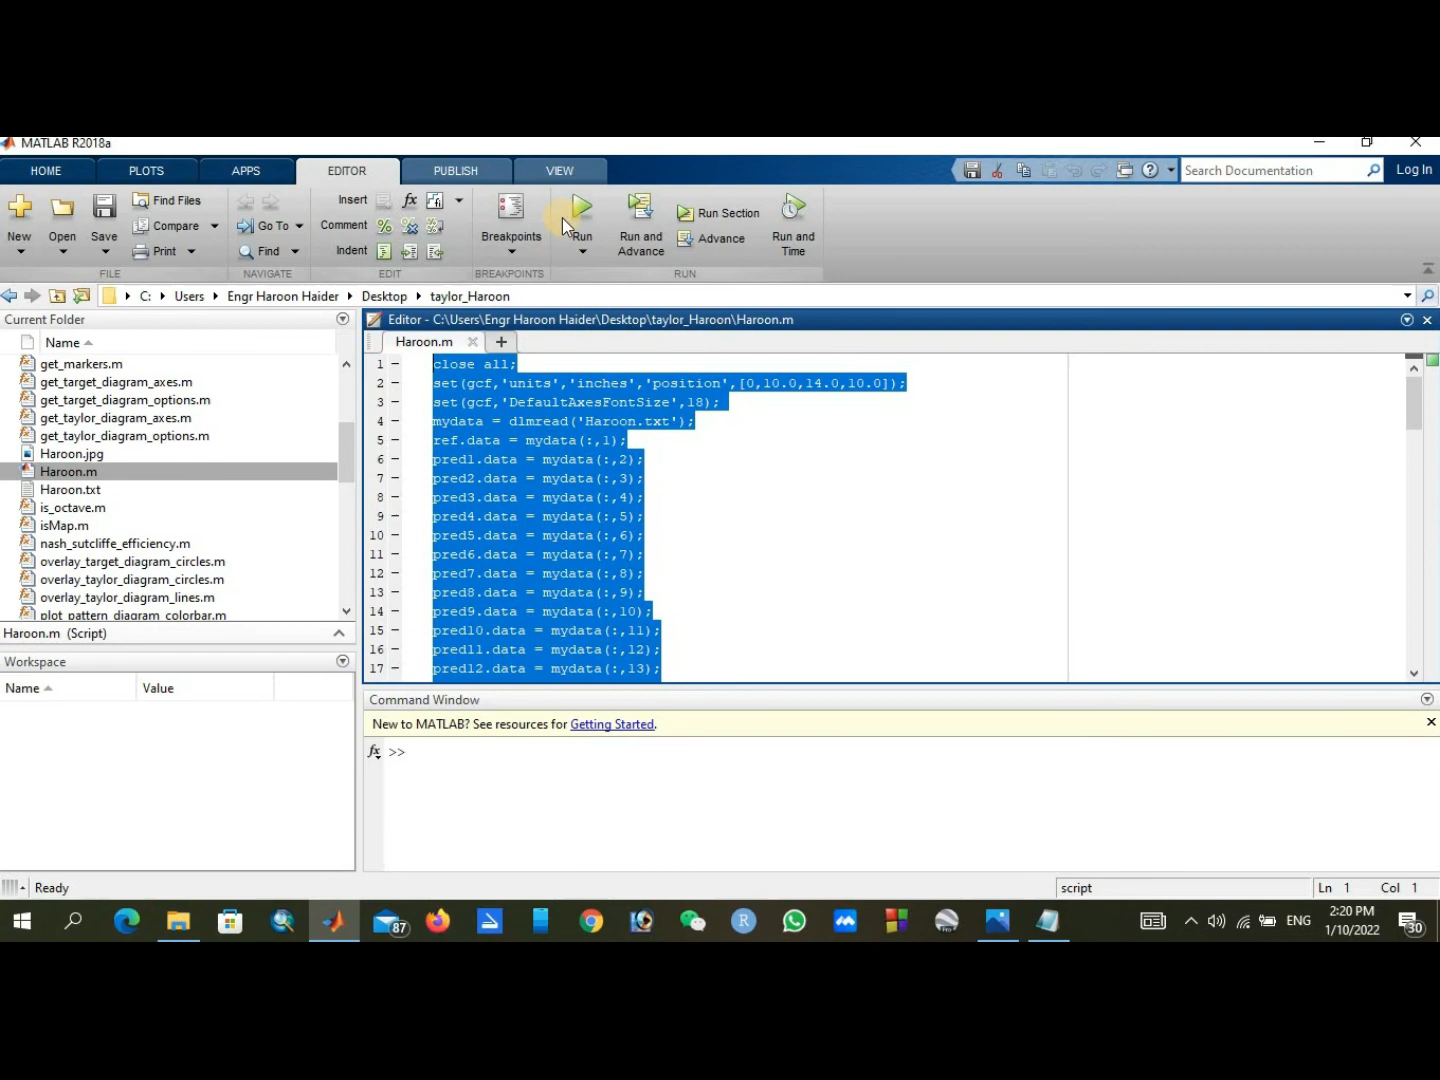 MATLAB R2018a
HOME PLOTS APPS EDITOR PUBLISH VIEW Search Documentation Log In
New Open Save Find Files Compare Print
FILE
Go To Find
NAVIGATE
Insert fx
Comment
Indent
EDIT
Breakpoints
BREAKPOINTS
Run Run and Advance Run Section Advance Run and Time
RUN
C: Users Engr Haroon Haider Desktop taylor_Haroon
Current Folder
Name
get_markers.m
get_target_diagram_axes.m
get_target_diagram_options.m
get_taylor_diagram_axes.m
get_taylor_diagram_options.m
Haroon.jpg
Haroon.m
Haroon.txt
is_octave.m
isMap.m
nash_sutcliffe_efficiency.m
overlay_target_diagram_circles.m
overlay_taylor_diagram_circles.m
overlay_taylor_diagram_lines.m
plot_pattern_diagram_colorbar.m
Haroon.m (Script)
Workspace
Name Value
Editor - C:\Users\Engr Haroon Haider\Desktop\taylor_Haroon\Haroon.m
Haroon.m
1 - close all;
2 - set(gcf,'units','inches','position',[0,10.0,14.0,10.0]);
3 - set(gcf,'DefaultAxesFontSize',18);
4 - mydata = dlmread('Haroon.txt');
5 - ref.data = mydata(:,1);
6 - pred1.data = mydata(:,2);
7 - pred2.data = mydata(:,3);
8 - pred3.data = mydata(:,4);
9 - pred4.data = mydata(:,5);
10 - pred5.data = mydata(:,6);
11 - pred6.data = mydata(:,7);
12 - pred7.data = mydata(:,8);
13 - pred8.data = mydata(:,9);
14 - pred9.data = mydata(:,10);
15 - pred10.data = mydata(:,11);
16 - pred11.data = mydata(:,12);
17 - pred12.data = mydata(:,13);
Command Window
New to MATLAB? See resources for Getting Started.
fx >>
Ready script Ln 1 Col 1
87
R
ENG
2:20 PM
1/10/2022
30